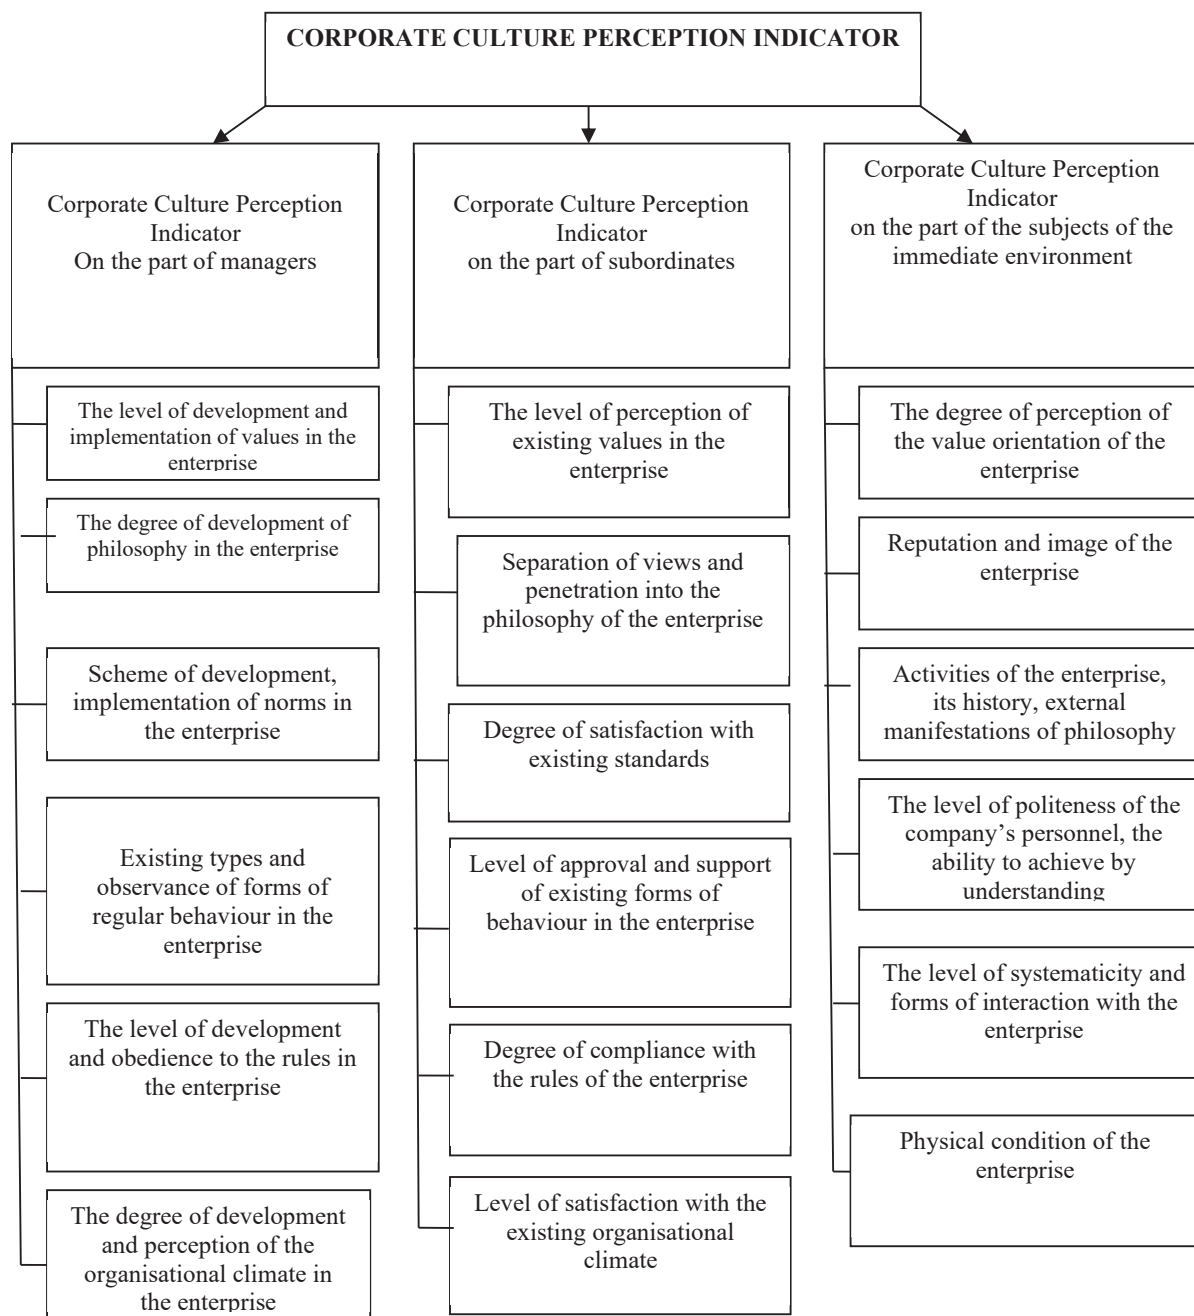 CORPORATE CULTURE PERCEPTION INDICATOR
Corporate Culture Perception
Indicator
On the part of managers
The level of development and
implementation of values in the
enterprise
The degree of development of
philosophy in the enterprise
Scheme of development,
implementation of norms in
the enterprise
Existing types and
observance of forms of
regular behaviour in the
enterprise
The level of development
and obedience to the rules in
the enterprise
The degree of development
and perception of the
organisational climate in
the enterprise
Corporate Culture Perception
Indicator
on the part of subordinates
The level of perception of
existing values in the
enterprise
Separation of views and
penetration into the
philosophy of the enterprise
Degree of satisfaction with
existing standards
Level of approval and support
of existing forms of
behaviour in the enterprise
Degree of compliance with
the rules of the enterprise
Level of satisfaction with the
existing organisational
climate
Corporate Culture Perception
Indicator
on the part of the subjects of the
immediate environment
The degree of perception of
the value orientation of the
enterprise
Reputation and image of the
enterprise
Activities of the enterprise,
its history, external
manifestations of philosophy
The level of politeness of the
company’s personnel, the
ability to achieve by
understanding
The level of systematicity and
forms of interaction with the
enterprise
Physical condition of the
enterprise